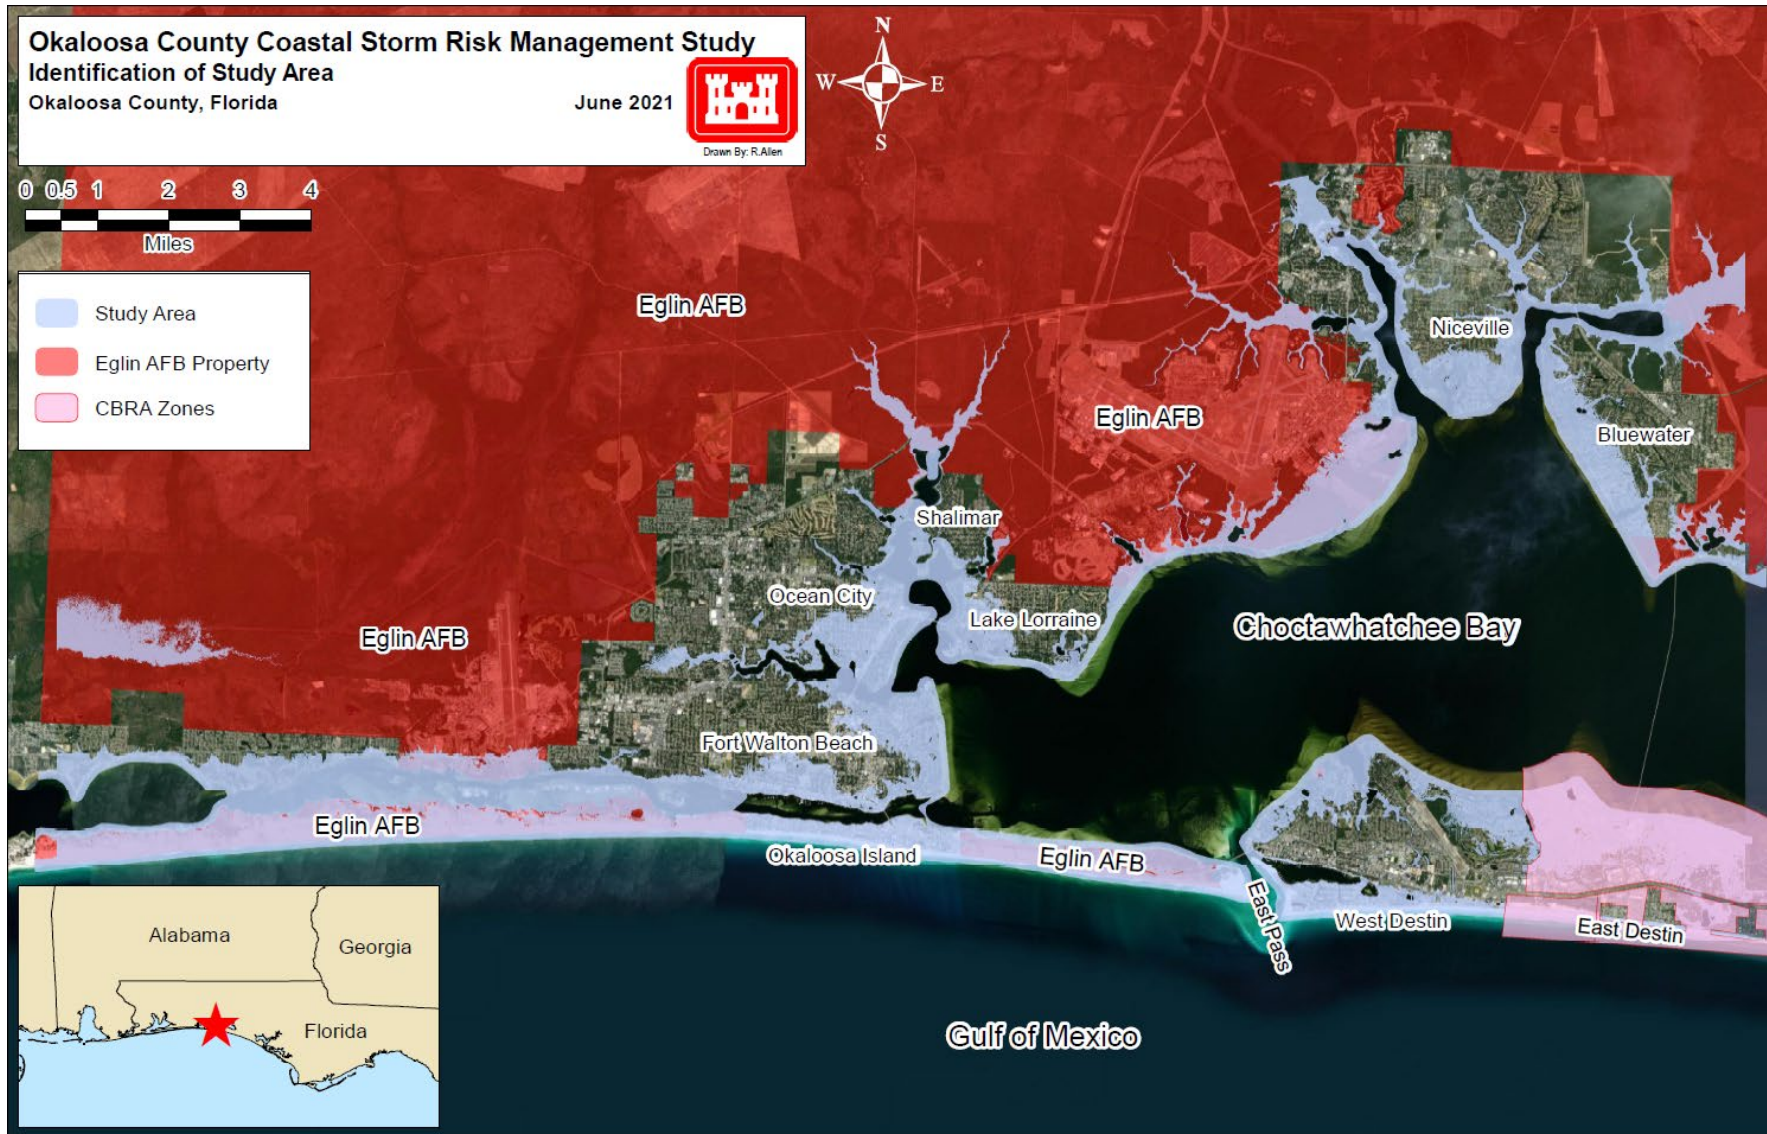 Okaloosa County Coastal Storm Risk Management Study
Identification of Study Area
Okaloosa County, Florida June 2021
Drawn By: R.Allen
N
W E
S
0 0.5 1 2 3 4
Miles
Study Area
Eglin AFB Property
CBRA Zones
Eglin AFB
Niceville
Eglin AFB
Bluewater
Shalimar
Ocean City
Lake Lorraine
Choctawhatchee Bay
Eglin AFB
Fort Walton Beach
Eglin AFB
Okaloosa Island
Eglin AFB
East Pass
West Destin
East Destin
Gulf of Mexico
Alabama
Georgia
Florida